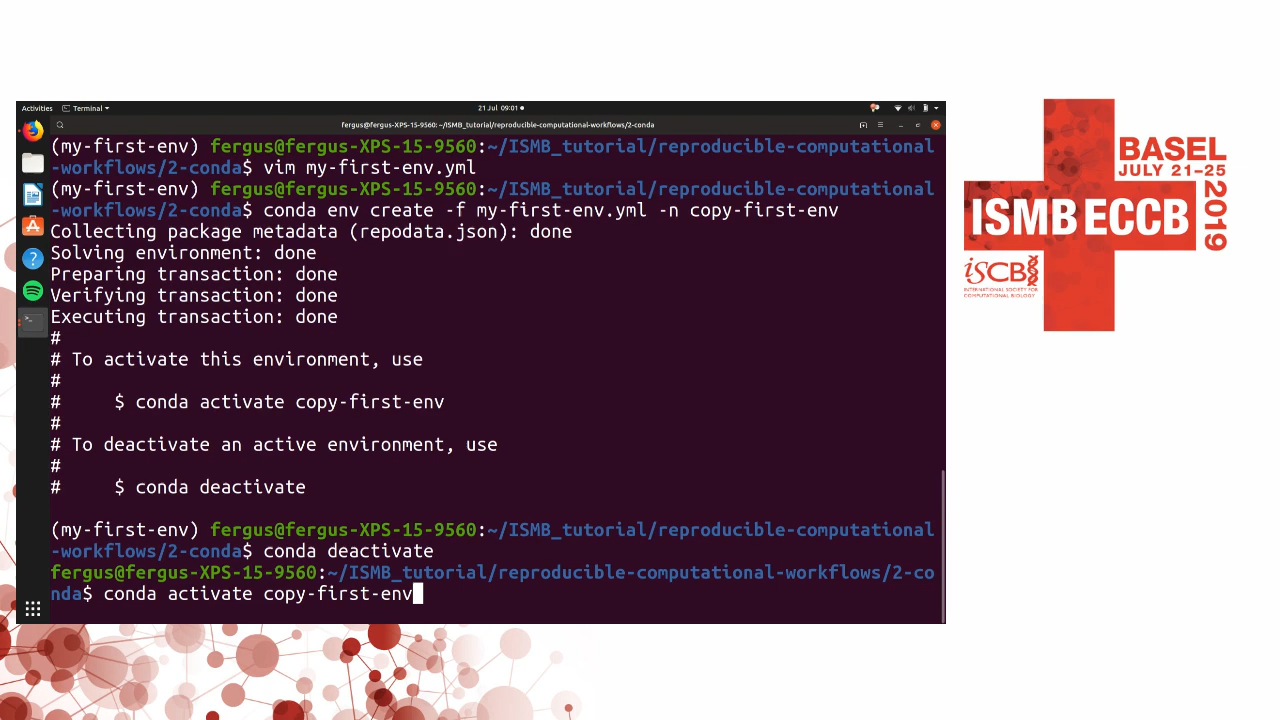 Activities
Terminal
21 Jul 09:01
fergus@fergus-XPS-15-9560: ~/ISMB_tutorial/reproducible-computational-workflows/2-conda
(my-first-env) fergus@fergus-XPS-15-9560:~/ISMB_tutorial/reproducible-computational
-workflows/2-conda$ vim my-first-env.yml
(my-first-env) fergus@fergus-XPS-15-9560:~/ISMB_tutorial/reproducible-computational
-workflows/2-conda$ conda env create -f my-first-env.yml -n copy-first-env
Collecting package metadata (repodata.json): done
Solving environment: done
Preparing transaction: done
Verifying transaction: done
Executing transaction: done
#
# To activate this environment, use
#
#     $ conda activate copy-first-env
#
# To deactivate an active environment, use
#
#     $ conda deactivate
(my-first-env) fergus@fergus-XPS-15-9560:~/ISMB_tutorial/reproducible-computational
-workflows/2-conda$ conda deactivate
fergus@fergus-XPS-15-9560:~/ISMB_tutorial/reproducible-computational-workflows/2-co
nda$ conda activate copy-first-env
BASEL
JULY 21–25
2019
ISMB ECCB
iSCB
INTERNATIONAL SOCIETY FOR
COMPUTATIONAL BIOLOGY